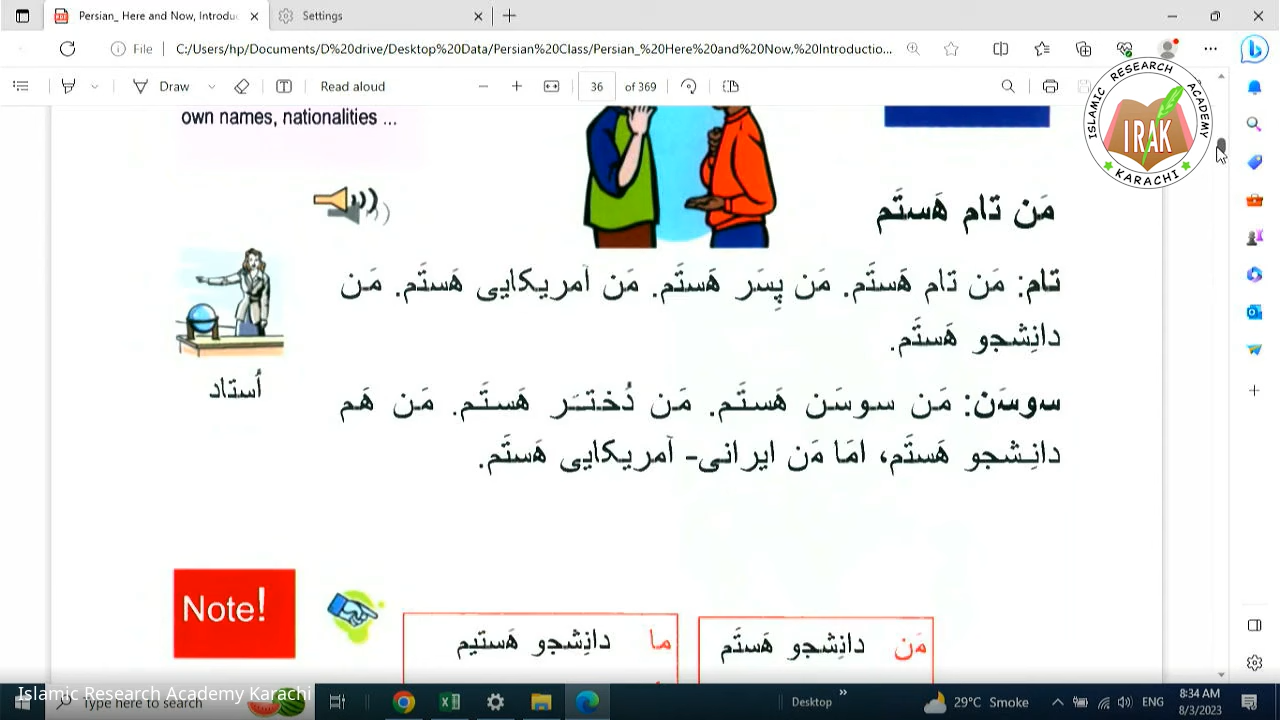 Persian_ Here and Now, Introdu
Settings
File
C:/Users/hp/Documents/D%20drive/Desktop%20Data/Persian%20Class/Persian_%20Here%20and%20Now,%20Introductio...
Draw
Read aloud
36 of 369
own names, nationalities ...
ISLAMIC RESEARCH ACADEMY
IRAK
KARACHI
مَن تام هَستَم
تام: مَن تام هَستَم. مَن پِسَر هَستَم. مَن آمریکایی هَستَم. مَن
دانِشجو هَستَم.
اُستاد
سوسَن: مَن سوسَن هَستَم. مَن دُختَر هَستَم. مَن هَم
دانِشجو هَستَم، امَا مَن ایرانی- آمریکایی هَستَم.
Note!
مَن دانِشجو هَستَم
ما دانِشجو هَستیم
Islamic Research Academy Karachi
Type here to search
Desktop
29°C Smoke
ENG
8:34 AM
8/3/2023